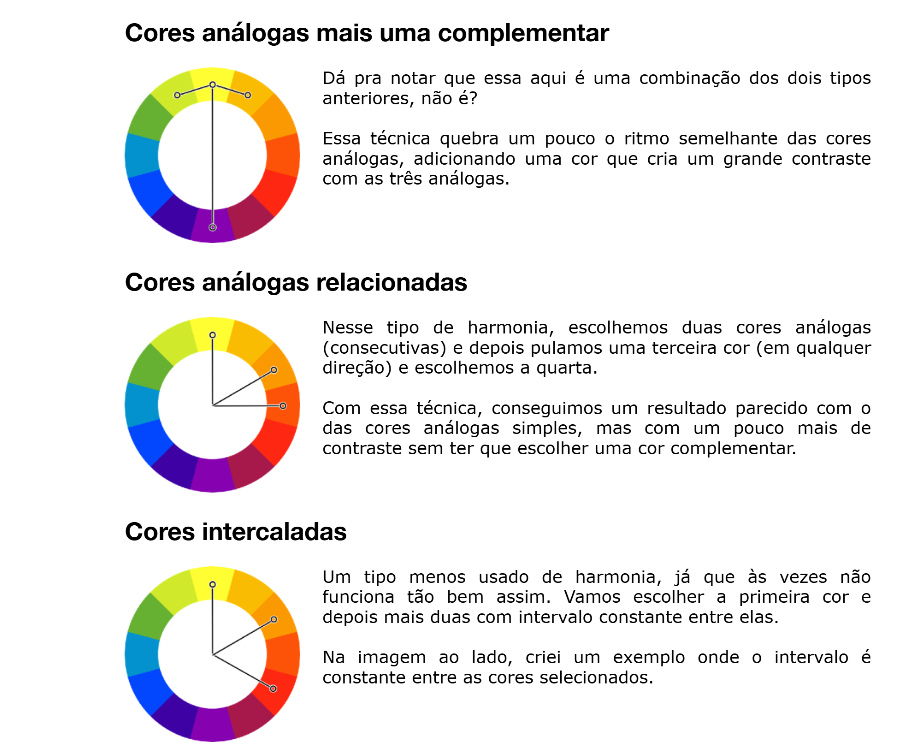 Cores análogas mais uma complementar
Dá pra notar que essa aqui é uma combinação dos dois tipos
anteriores, não é?
Essa técnica quebra um pouco o ritmo semelhante das cores
análogas, adicionando uma cor que cria um grande contraste
com as três análogas.
Cores análogas relacionadas
Nesse tipo de harmonia, escolhemos duas cores análogas
(consecutivas) e depois pulamos uma terceira cor (em qualquer
direção) e escolhemos a quarta.
Com essa técnica, conseguimos um resultado parecido com o
das cores análogas simples, mas com um pouco mais de
contraste sem ter que escolher uma cor complementar.
Cores intercaladas
Um tipo menos usado de harmonia, já que às vezes não
funciona tão bem assim. Vamos escolher a primeira cor e
depois mais duas com intervalo constante entre elas.
Na imagem ao lado, criei um exemplo onde o intervalo é
constante entre as cores selecionados.